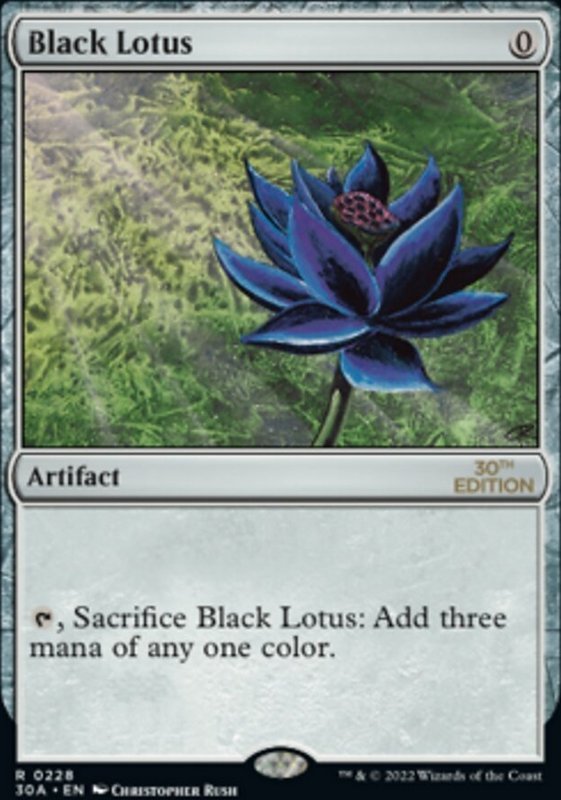 Black Lotus 0
Artifact
30TH
EDITION
, Sacrifice Black Lotus: Add three
mana of any one color.
R 0228
30A • EN Christopher Rush
™ & © 2022 Wizards of the Coast